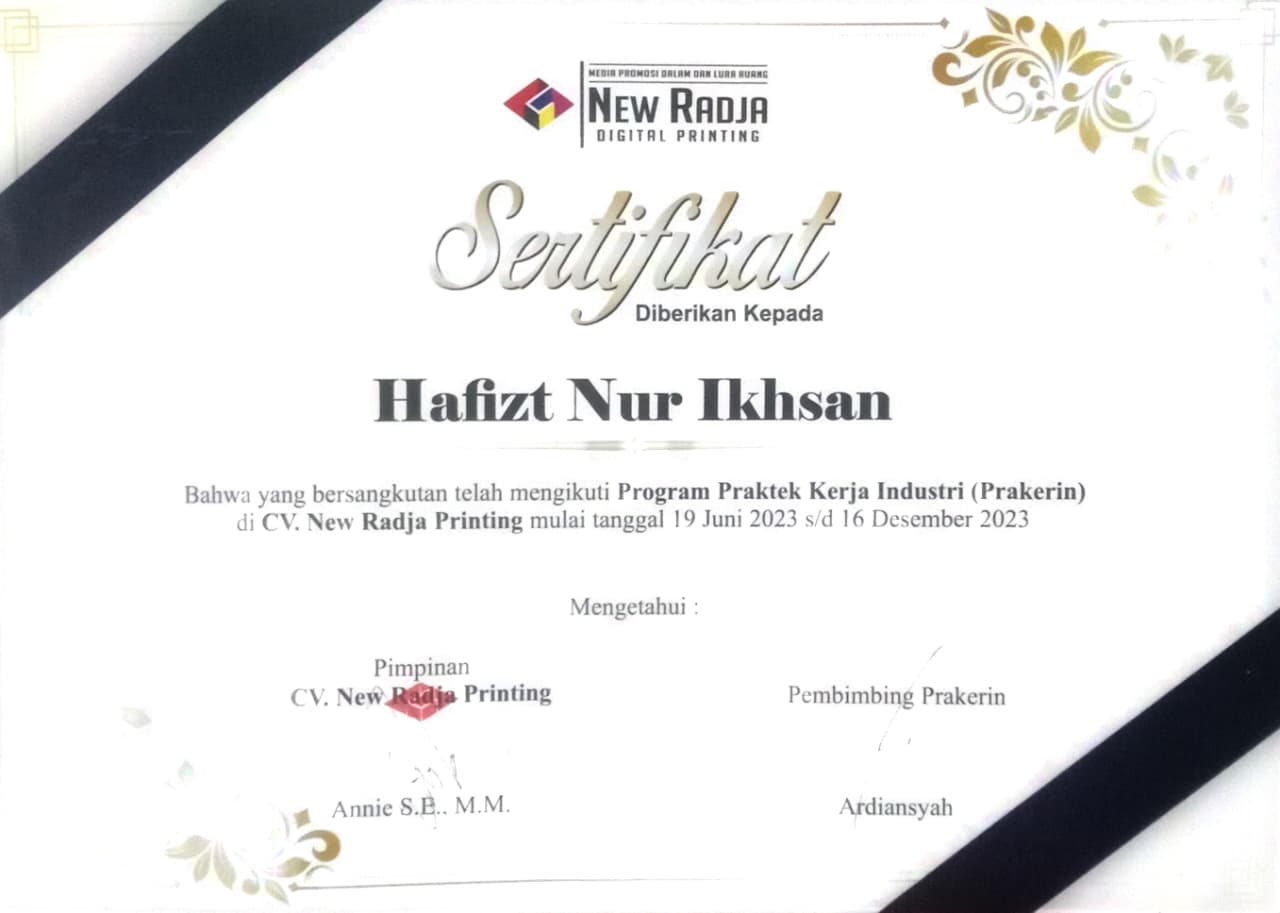 MEDIA PROMOSI DALAM DAN LUAR RUANG
NEW RADJA
DIGITAL PRINTING
Sertifikat
Diberikan Kepada
Hafizt Nur Ikhsan
Bahwa yang bersangkutan telah mengikuti Program Praktek Kerja Industri (Prakerin)
di CV. New Radja Printing mulai tanggal 19 Juni 2023 s/d 16 Desember 2023
Mengetahui :
Pimpinan
CV. New Radja Printing
Pembimbing Prakerin
Annie S.E.. M.M.
Ardiansyah